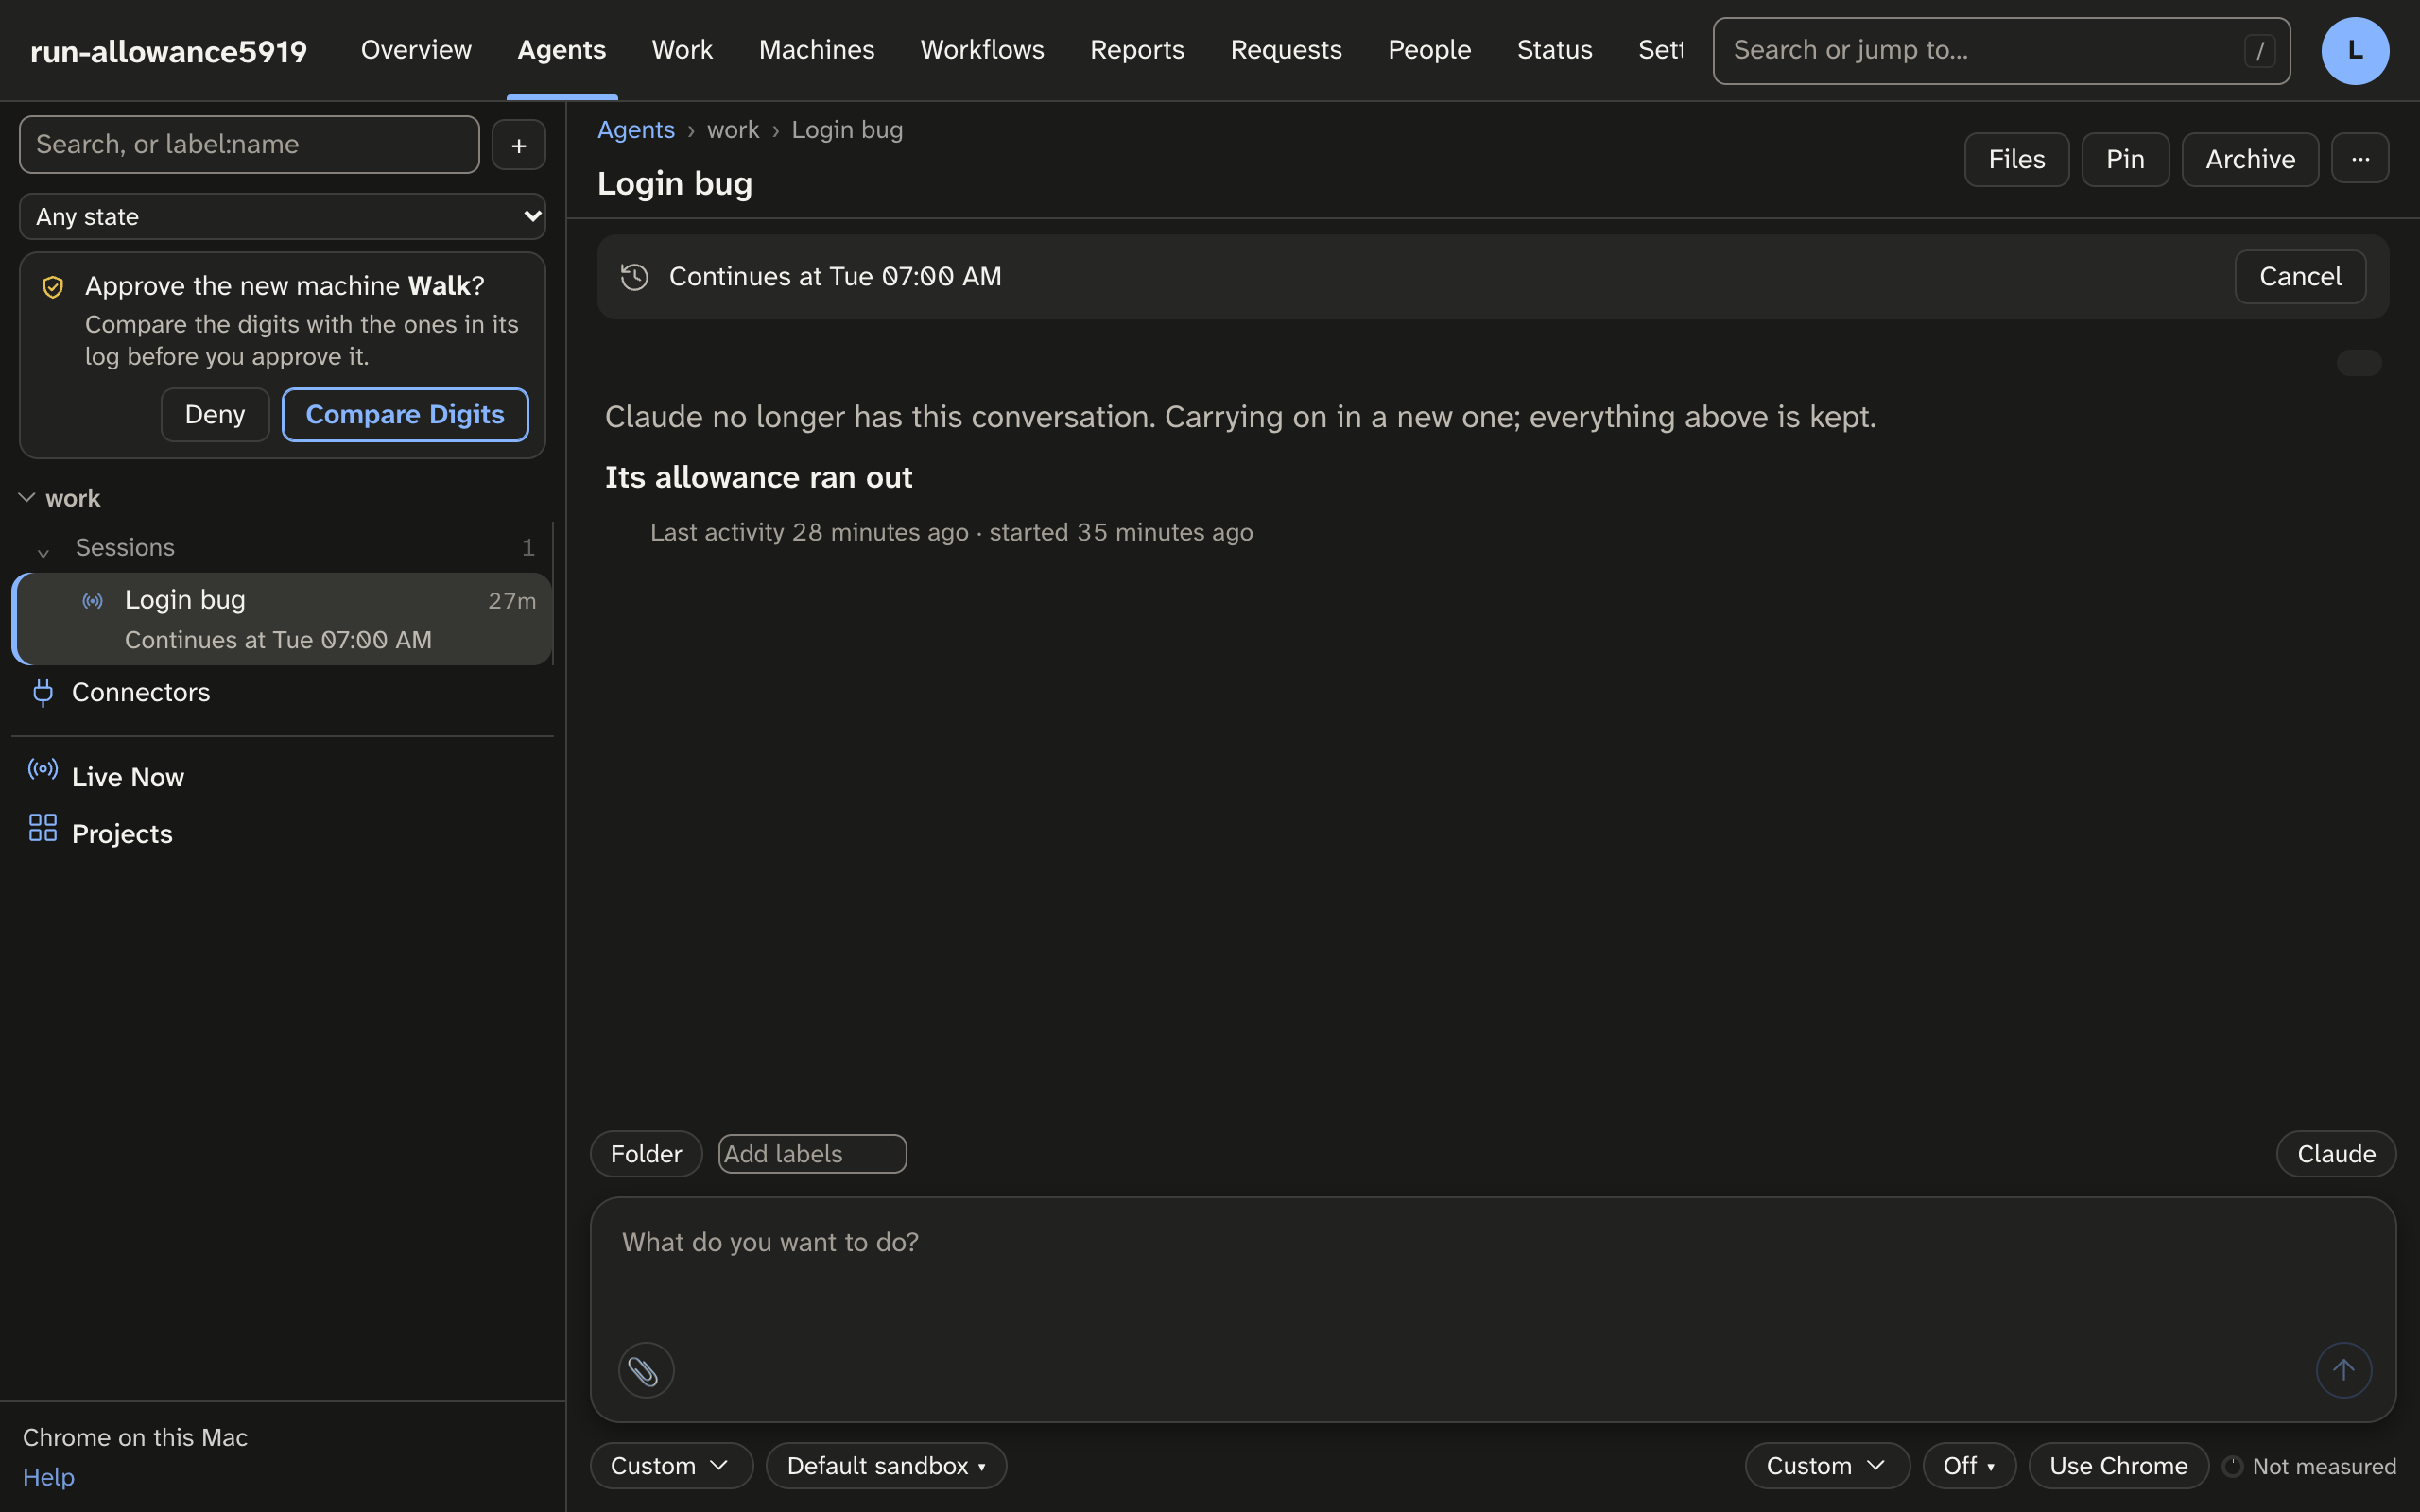 run-allowance5919
Overview
Agents
Work
Machines
Workflows
Reports
Requests
People
Status
Sett
Search or jump to...
/
L
Search, or label:name
+
Any state
Approve the new machine Walk?
Compare the digits with the ones in its
log before you approve it.
Deny
Compare Digits
work
Sessions
1
Login bug
27m
Continues at Tue 07:00 AM
Connectors
Live Now
Projects
Chrome on this Mac
Help
Agents › work › Login bug
Login bug
Files
Pin
Archive
...
Continues at Tue 07:00 AM
Cancel
Claude no longer has this conversation. Carrying on in a new one; everything above is kept.
Its allowance ran out
Last activity 28 minutes ago · started 35 minutes ago
Folder
Add labels
Claude
What do you want to do?
Custom
Default sandbox
Custom
Off
Use Chrome
Not measured